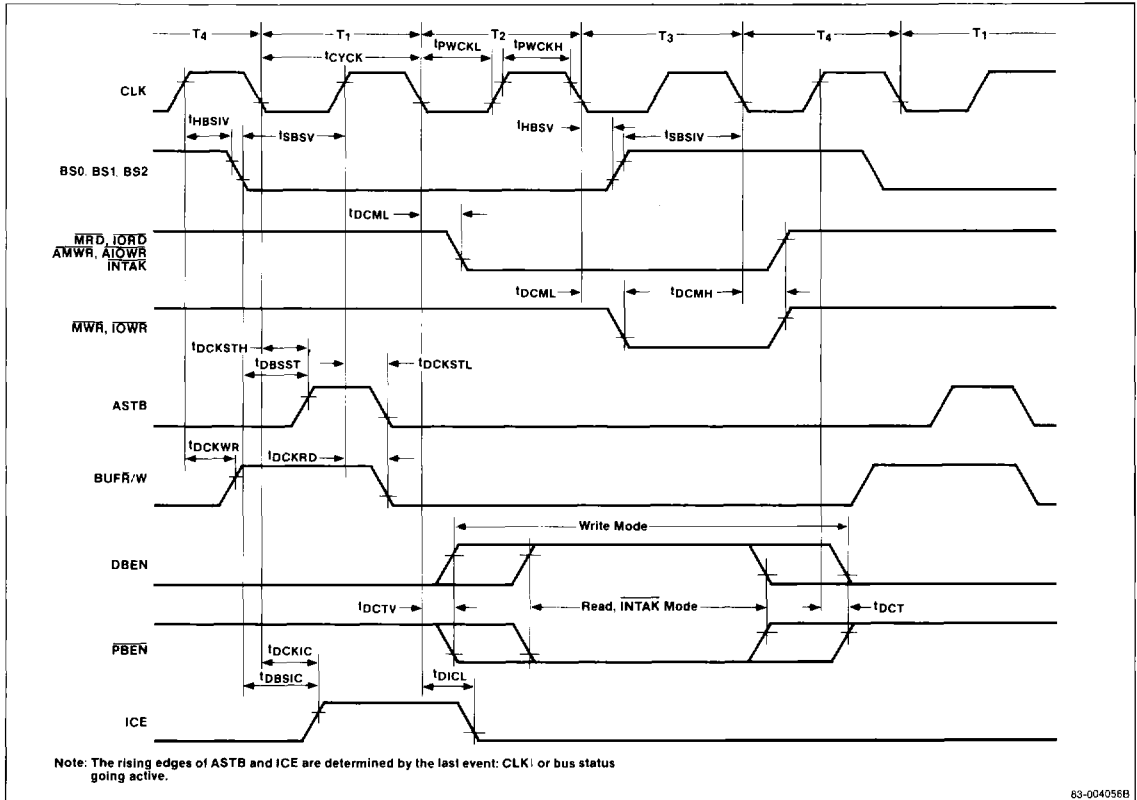 T4 T1 T2 T3 T4 T1
tCYCK tPWCKL tPWCKH
CLK
tHBSIV tSBSV tHBSV tSBSIV
BS0, BS1, BS2
tDCML
MRD, IORD
AMWR, AIOWR
INTAK
tDCML tDCMH
MWR, IOWR
tDCKSTH
tDBSST tDCKSTL
ASTB
tDCKWR tDCKRD
BUFR/W
Write Mode
DBEN
tDCTV Read, INTAK Mode tDCT
PBEN
tDCKIC
tDBSIC tDICL
ICE
Note: The rising edges of ASTB and ICE are determined by the last event: CLK↓ or bus status
going active.
83-004056B